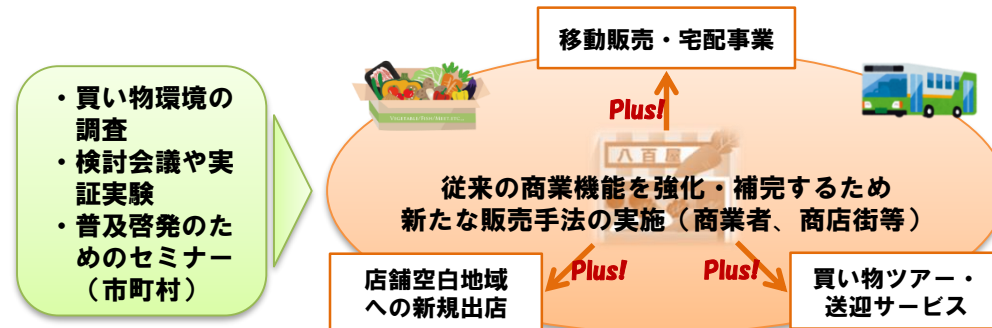 ・買い物環境の
調査
・検討会議や実
証実験
・普及啓発のた
めのセミナー
（市町村）
移動販売・宅配事業
Plus!
八百屋
従来の商業機能を強化・補完するため
新たな販売手法の実施（商業者、商店街等）
Plus!
Plus!
店舗空白地域
への新規出店
買い物ツアー・
送迎サービス